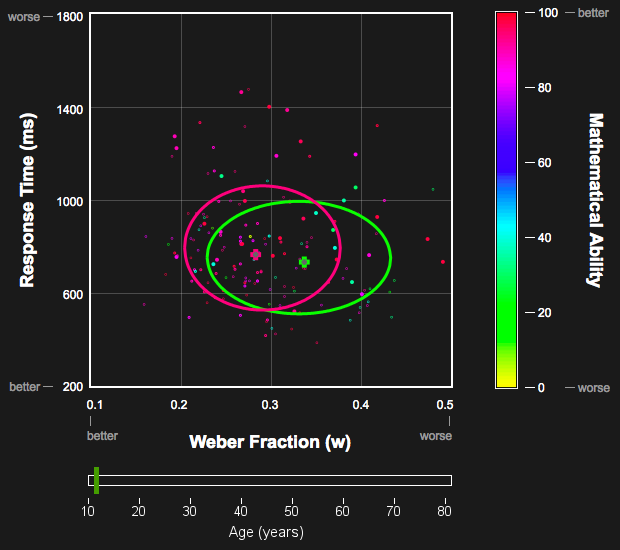 worse
1800
1400
1000
600
better
200
Response Time (ms)
0.1
0.2
0.3
0.4
0.5
better
worse
Weber Fraction (w)
10
20
30
40
50
60
70
80
Age (years)
100
better
80
60
40
20
0
worse
Mathematical Ability